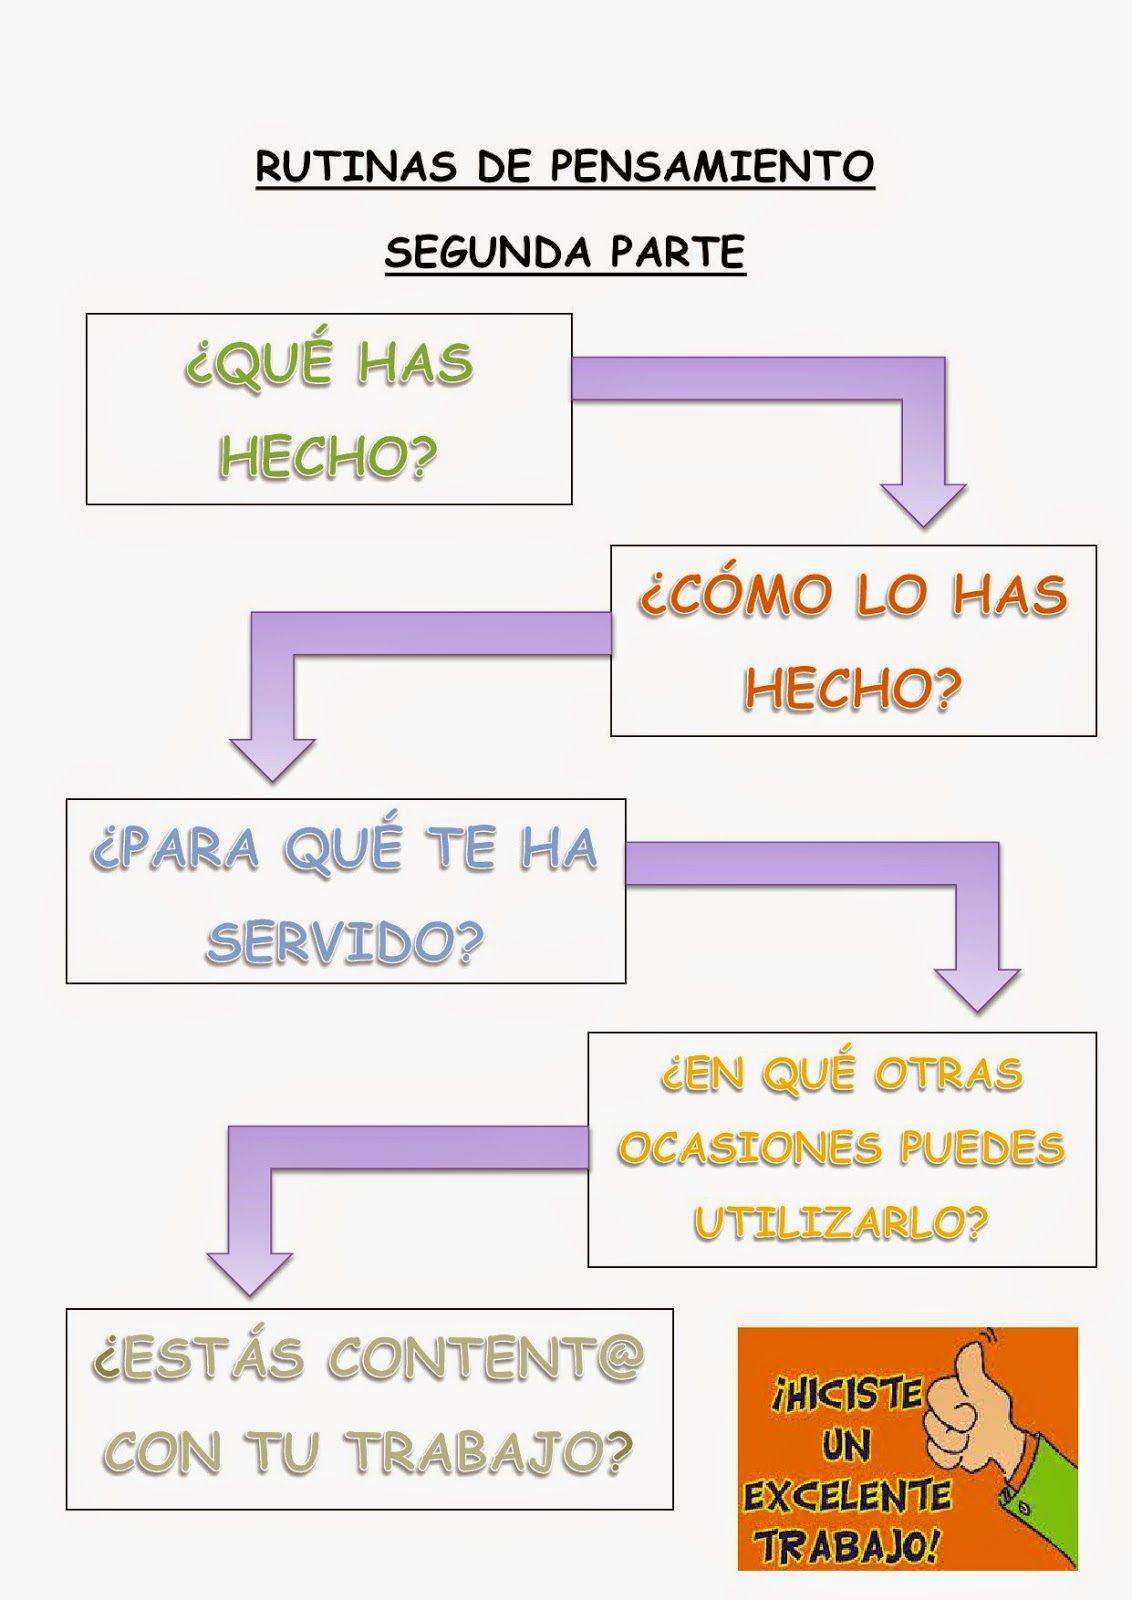 RUTINAS DE PENSAMIENTO
SEGUNDA PARTE
¿QUÉ HAS
HECHO?
¿CÓMO LO HAS
HECHO?
¿PARA QUÉ TE HA
SERVIDO?
¿EN QUÉ OTRAS
OCASIONES PUEDES
UTILIZARLO?
¿ESTÁS CONTENT@
CON TU TRABAJO?
¡HICISTE
UN
EXCELENTE
TRABAJO!